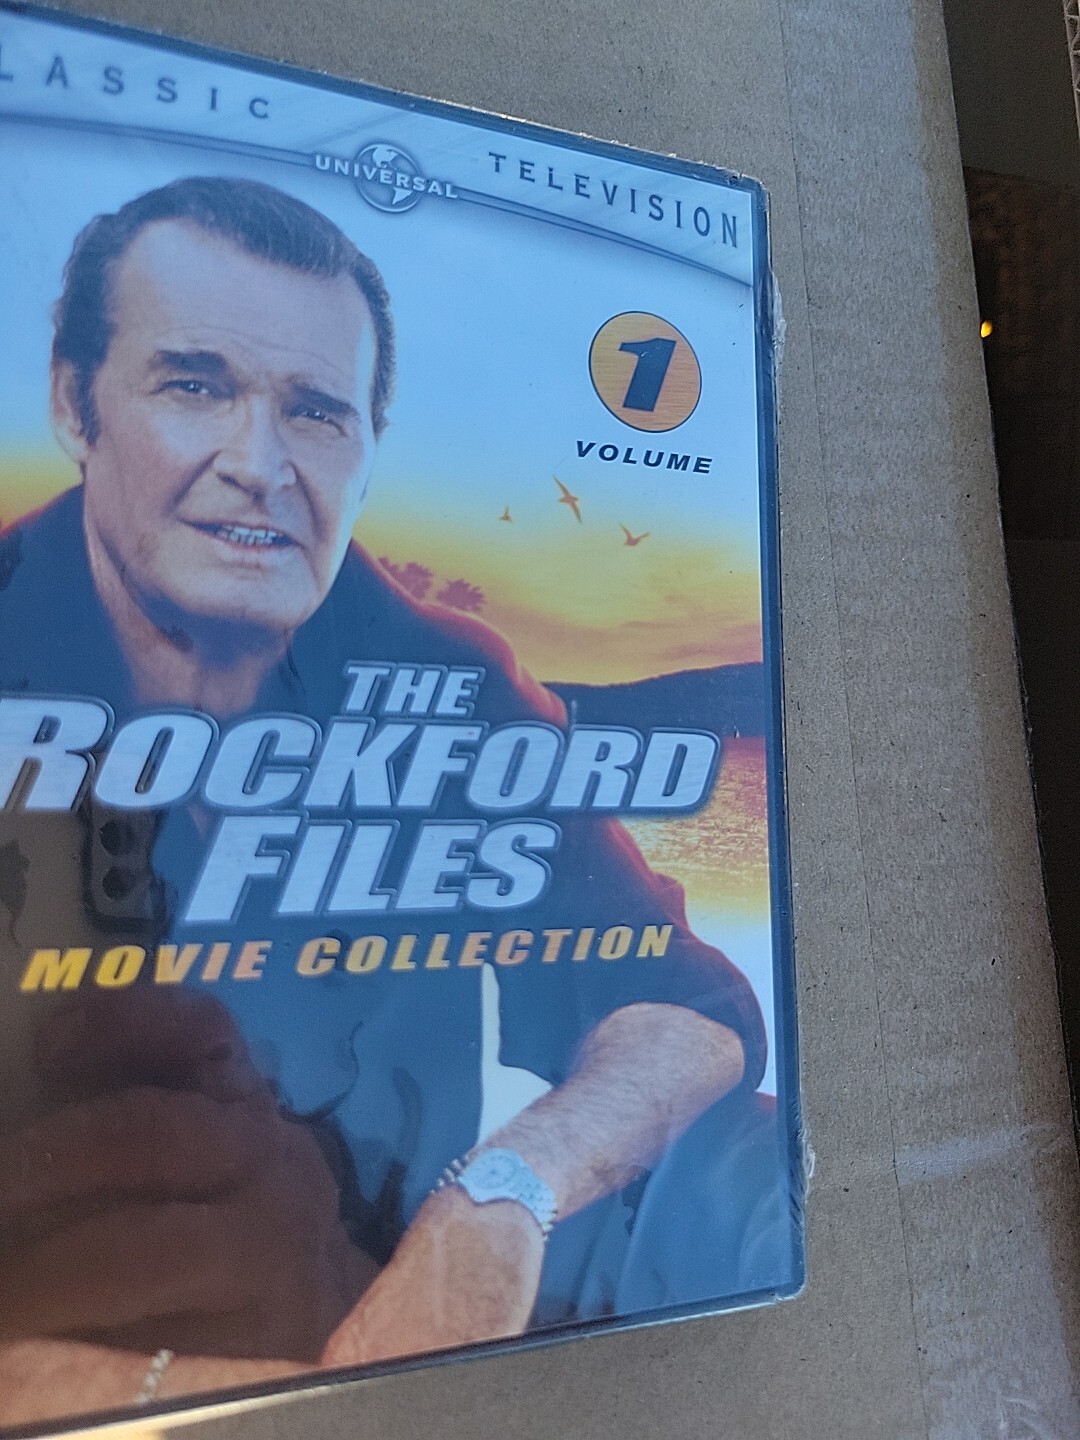 LASSIC
UNIVERSAL
TELEVISION
1
VOLUME
THE
ROCKFORD
FILES
MOVIE COLLECTION